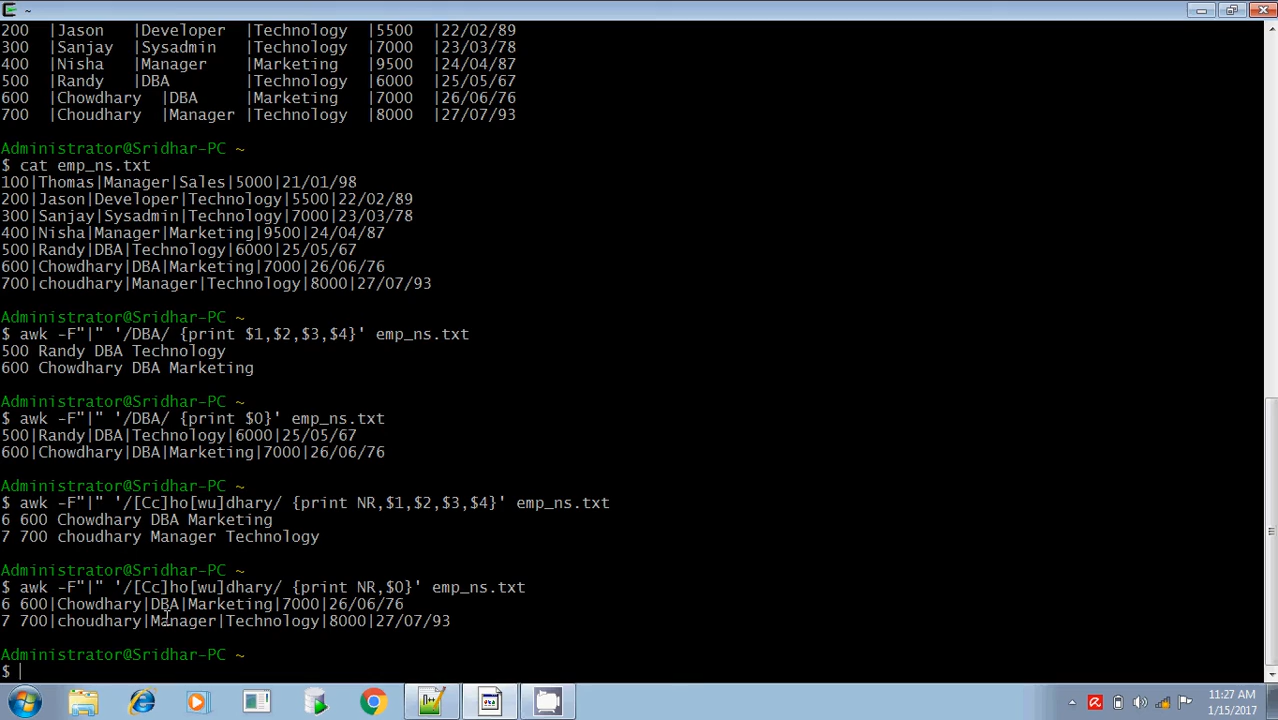 ~
200  |Jason   |Developer  |Technology  |5500  |22/02/89
300  |Sanjay  |Sysadmin   |Technology  |7000  |23/03/78
400  |Nisha   |Manager    |Marketing   |9500  |24/04/87
500  |Randy   |DBA        |Technology  |6000  |25/05/67
600  |Chowdhary  |DBA     |Marketing   |7000  |26/06/76
700  |Choudhary  |Manager |Technology  |8000  |27/07/93
Administrator@Sridhar-PC ~
$ cat emp_ns.txt
100|Thomas|Manager|Sales|5000|21/01/98
200|Jason|Developer|Technology|5500|22/02/89
300|Sanjay|Sysadmin|Technology|7000|23/03/78
400|Nisha|Manager|Marketing|9500|24/04/87
500|Randy|DBA|Technology|6000|25/05/67
600|Chowdhary|DBA|Marketing|7000|26/06/76
700|choudhary|Manager|Technology|8000|27/07/93
Administrator@Sridhar-PC ~
$ awk -F"|" '/DBA/ {print $1,$2,$3,$4}' emp_ns.txt
500 Randy DBA Technology
600 Chowdhary DBA Marketing
Administrator@Sridhar-PC ~
$ awk -F"|" '/DBA/ {print $0}' emp_ns.txt
500|Randy|DBA|Technology|6000|25/05/67
600|Chowdhary|DBA|Marketing|7000|26/06/76
Administrator@Sridhar-PC ~
$ awk -F"|" '/[Cc]ho[wu]dhary/ {print NR,$1,$2,$3,$4}' emp_ns.txt
6 600 Chowdhary DBA Marketing
7 700 choudhary Manager Technology
Administrator@Sridhar-PC ~
$ awk -F"|" '/[Cc]ho[wu]dhary/ {print NR,$0}' emp_ns.txt
6 600|Chowdhary|DBA|Marketing|7000|26/06/76
7 700|choudhary|Manager|Technology|8000|27/07/93
Administrator@Sridhar-PC ~
$
11:27 AM
1/15/2017